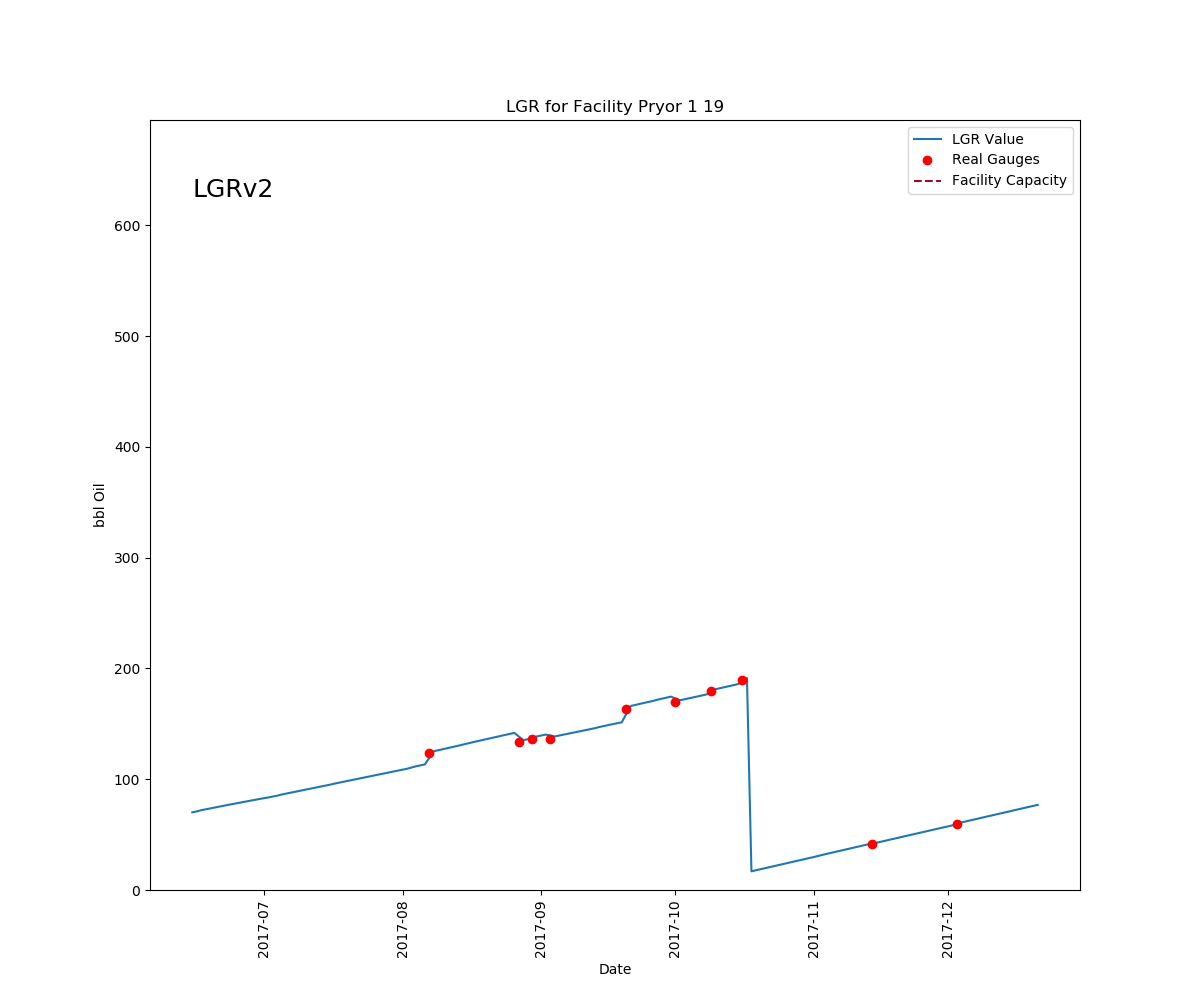 LGR for Facility Pryor 1 19
LGR Value
Real Gauges
Facility Capacity
LGRv2
600
500
400
300
200
100
0
bbl Oil
2017-07
2017-08
2017-09
2017-10
2017-11
2017-12
Date